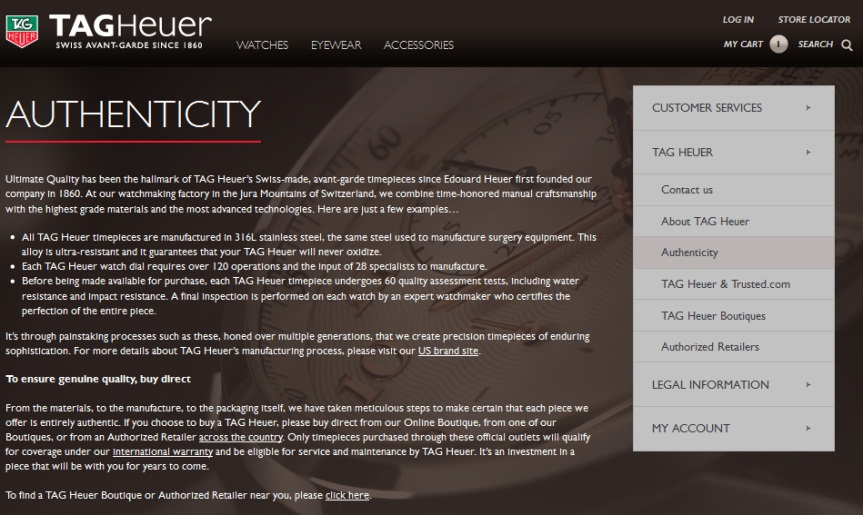 TAG
HEUER
TAGHeuer
SWISS AVANT-GARDE SINCE 1860
WATCHES EYEWEAR ACCESSORIES
LOG IN STORE LOCATOR
MY CART SEARCH
AUTHENTICITY
Ultimate Quality has been the hallmark of TAG Heuer's Swiss-made, avant-garde timepieces since Edouard Heuer first founded our
company in 1860. At our watchmaking factory in the Jura Mountains of Switzerland, we combine time-honored manual craftsmanship
with the highest grade materials and the most advanced technologies. Here are just a few examples…
• All TAG Heuer timepieces are manufactured in 316L stainless steel, the same steel used to manufacture surgery equipment. This
alloy is ultra-resistant and it guarantees that your TAG Heuer will never oxidize.
• Each TAG Heuer watch dial requires over 120 operations and the input of 28 specialists to manufacture.
• Before being made available for purchase, each TAG Heuer timepiece undergoes 60 quality assessment tests, including water
resistance and impact resistance. A final inspection is performed on each watch by an expert watchmaker who certifies the
perfection of the entire piece.
It's through painstaking processes such as these, honed over multiple generations, that we create precision timepieces of enduring
sophistication. For more details about TAG Heuer's manufacturing process, please visit our US brand site.
To ensure genuine quality, buy direct
From the materials, to the manufacture, to the packaging itself, we have taken meticulous steps to make certain that each piece we
offer is entirely authentic. If you choose to buy a TAG Heuer, please buy direct from our Online Boutique, from one of our
Boutiques, or from an Authorized Retailer across the country. Only timepieces purchased through these official outlets will qualify
for coverage under our international warranty and be eligible for service and maintenance by TAG Heuer. It's an investment in a
piece that will be with you for years to come.
To find a TAG Heuer Boutique or Authorized Retailer near you, please click here.
CUSTOMER SERVICES
TAG HEUER
Contact us
About TAG Heuer
Authenticity
TAG Heuer & Trusted.com
TAG Heuer Boutiques
Authorized Retailers
LEGAL INFORMATION
MY ACCOUNT
60
50
10